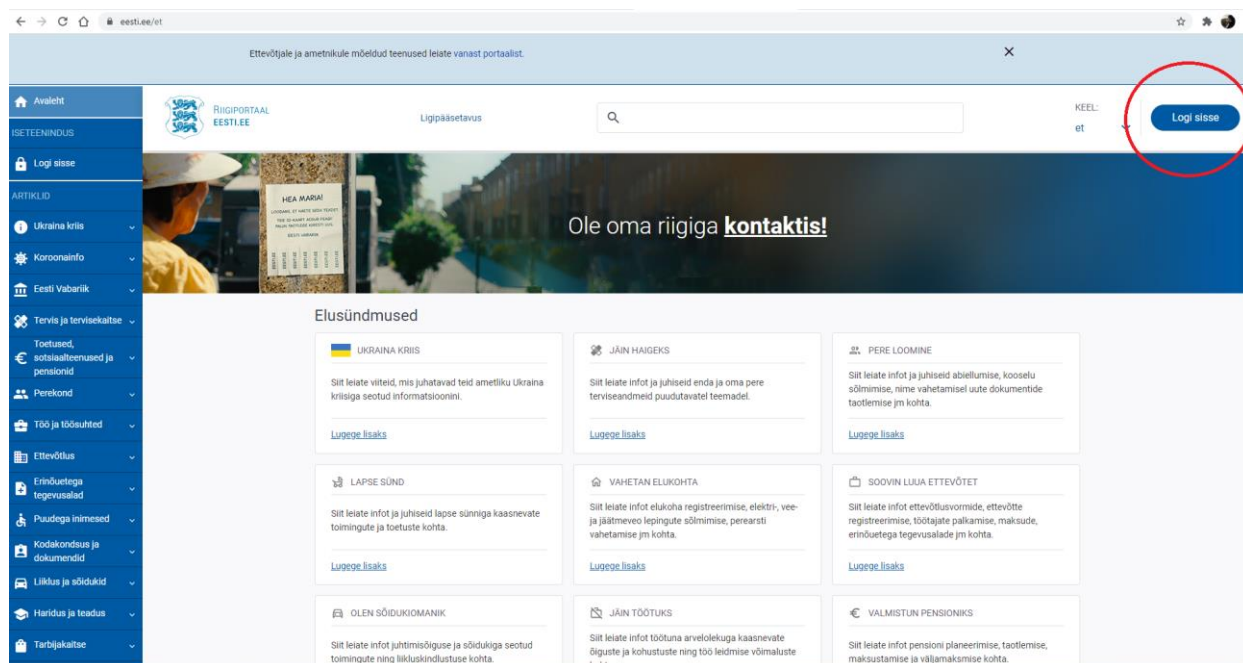 eesti.ee/et
Ettevõtjale ja ametnikule mõeldud teenused leiate vanast portaalist.
Avaleht
ISETEENINDUS
Logi sisse
ARTIKLID
Ukraina kriis
Koroonainfo
Eesti Vabariik
Tervis ja tervisekaitse
Toetused,
sotsiaalteenused ja
pensionid
Perekond
Töö ja töösuhted
Ettevõtlus
Erinõuetega
tegevusalad
Puudega inimesed
Kodakondsus ja
dokumendid
Liiklus ja sõidukid
Haridus ja teadus
Tarbijakaitse
RIIGIPORTAAL
EESTI.EE
Ligipääsetavus
KEEL:
et
Logi sisse
HEA MARIA!
Ole oma riigiga kontaktis!
Elusündmused
UKRAINA KRIIS
Siit leiate viiteid, mis juhatavad teid ametliku Ukraina
kriisiga seotud informatsioonini.
Lugege lisaks
JÄIN HAIGEKS
Siit leiate infot ja juhiseid enda ja oma pere
terviseandmeid puudutavatel teemadel.
Lugege lisaks
PERE LOOMINE
Siit leiate infot ja juhiseid abiellumise, kooselu
sõlmimise, nime vahetamisel uute dokumentide
taotlemise jm kohta.
Lugege lisaks
LAPSE SÜND
Siit leiate infot ja juhiseid lapse sünniga kaasnevate
toimingute ja toetuste kohta.
Lugege lisaks
VAHETAN ELUKOHTA
Siit leiate infot elukoha registreerimise, elektri-, vee-
ja jäätmeveo lepingute sõlmimise, perearsti
vahetamise jm kohta.
Lugege lisaks
SOOVIN LUUA ETTEVÕTET
Siit leiate infot ettevõtlusvormide, ettevõtte
registreerimise, töötajate palkamise, maksude,
erinõuetega tegevusalade jm kohta.
Lugege lisaks
OLEN SÕIDUKIOMANIK
Siit leiate infot juhtimisõiguse ja sõidukiga seotud
toimingute ning liikluskindlustuse kohta.
JÄIN TÖÖTUKS
Siit leiate infot töötuna arvelolekuga kaasnevate
õiguste ja kohustuste ning töö leidmise võimaluste
VALMISTUN PENSIONIKS
Siit leiate infot pensioni planeerimise, taotlemise,
maksustamise ja väljamaksmise kohta.